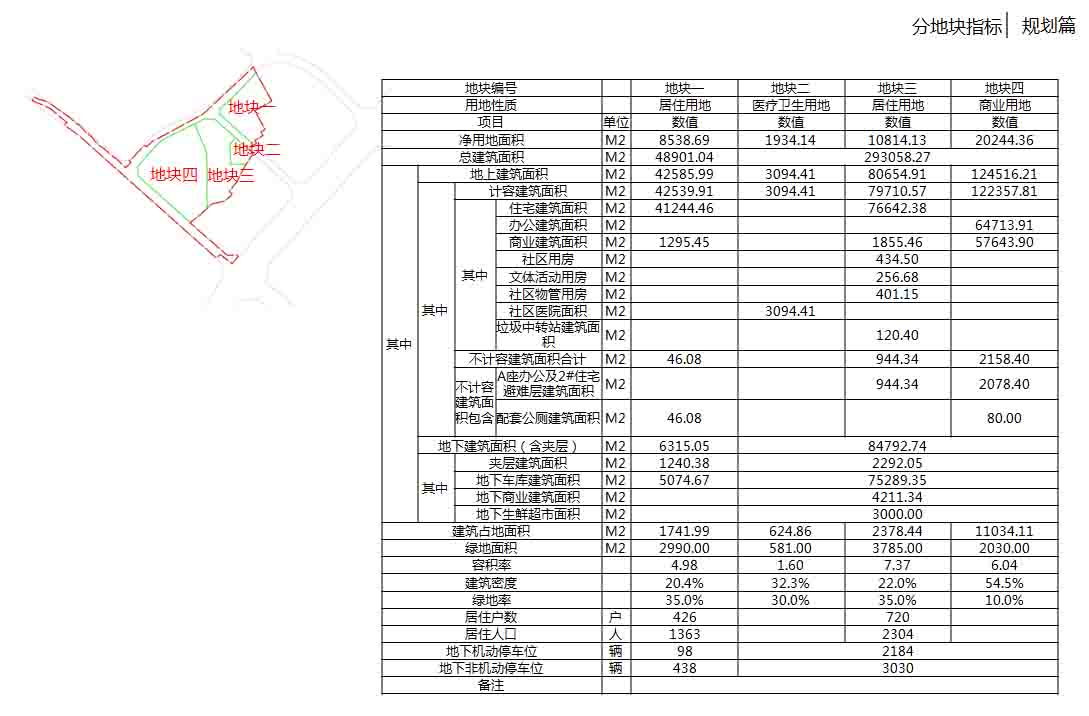 分地块指标 规划篇
地块一
地块二
地块四 地块三
地块编号 地块一 地块二 地块三 地块四
用地性质 居住用地 医疗卫生用地 居住用地 商业用地
项目 单位 数值 数值 数值 数值
净用地面积 M2 8538.69 1934.14 10814.13 20244.36
总建筑面积 M2 48901.04 293058.27
其中
地上建筑面积 M2 42585.99 3094.41 80654.91 124516.21
其中
计容建筑面积 M2 42539.91 3094.41 79710.57 122357.81
其中
住宅建筑面积 M2 41244.46 76642.38
办公建筑面积 M2 64713.91
商业建筑面积 M2 1295.45 1855.46 57643.90
社区用房 M2 434.50
文体活动用房 M2 256.68
社区物管用房 M2 401.15
社区医院面积 M2 3094.41
垃圾中转站建筑面
积 M2 120.40
不计容建筑面积合计 M2 46.08 944.34 2158.40
不计容
建筑面
积包含
A座办公及2#住宅
避难层建筑面积 M2 944.34 2078.40
配套公厕建筑面积 M2 46.08 80.00
地下建筑面积（含夹层） M2 6315.05 84792.74
其中
夹层建筑面积 M2 1240.38 2292.05
地下车库建筑面积 M2 5074.67 75289.35
地下商业建筑面积 M2 4211.34
地下生鲜超市面积 M2 3000.00
建筑占地面积 M2 1741.99 624.86 2378.44 11034.11
绿地面积 M2 2990.00 581.00 3785.00 2030.00
容积率 4.98 1.60 7.37 6.04
建筑密度 20.4% 32.3% 22.0% 54.5%
绿地率 35.0% 30.0% 35.0% 10.0%
居住户数 户 426 720
居住人口 人 1363 2304
地下机动停车位 辆 98 2184
地下非机动停车位 辆 438 3030
备注